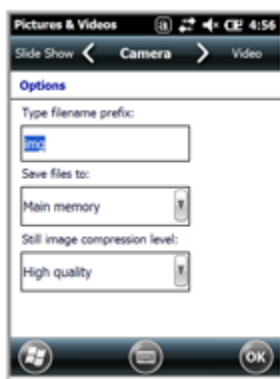 Pictures & Videos 4:56
Slide Show Camera Video
Options
Type filename prefix:
img
Save files to:
Main memory
Still image compression level:
High quality
OK